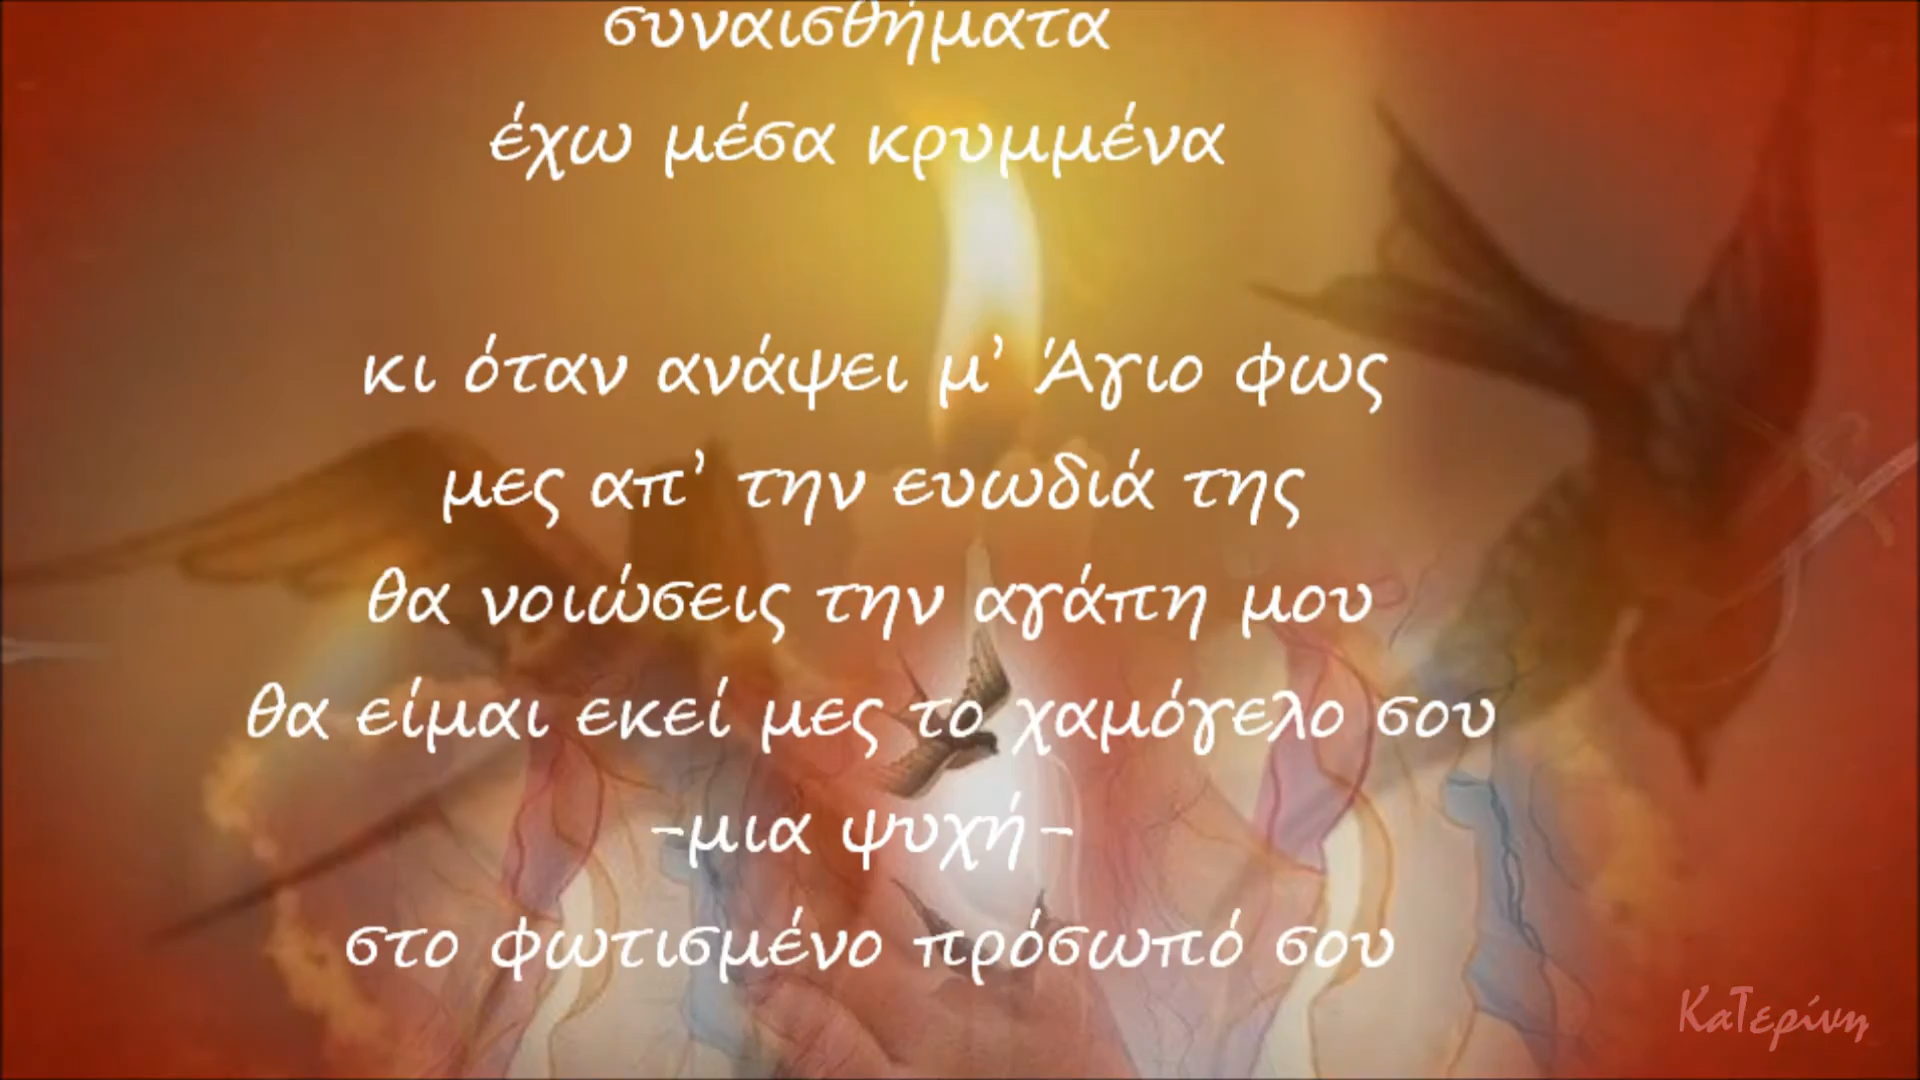 συναισθήματα
έχω μέσα κρυμμένα
κι όταν ανάψει μ' Άγιο φως
μες απ' την ευωδιά της
θα νοιώσεις την αγάπη μου
θα είμαι εκεί μες το χαμόγελο σου
-μια ψυχή-
στο φωτισμένο πρόσωπό σου
ΚαΤερίνη